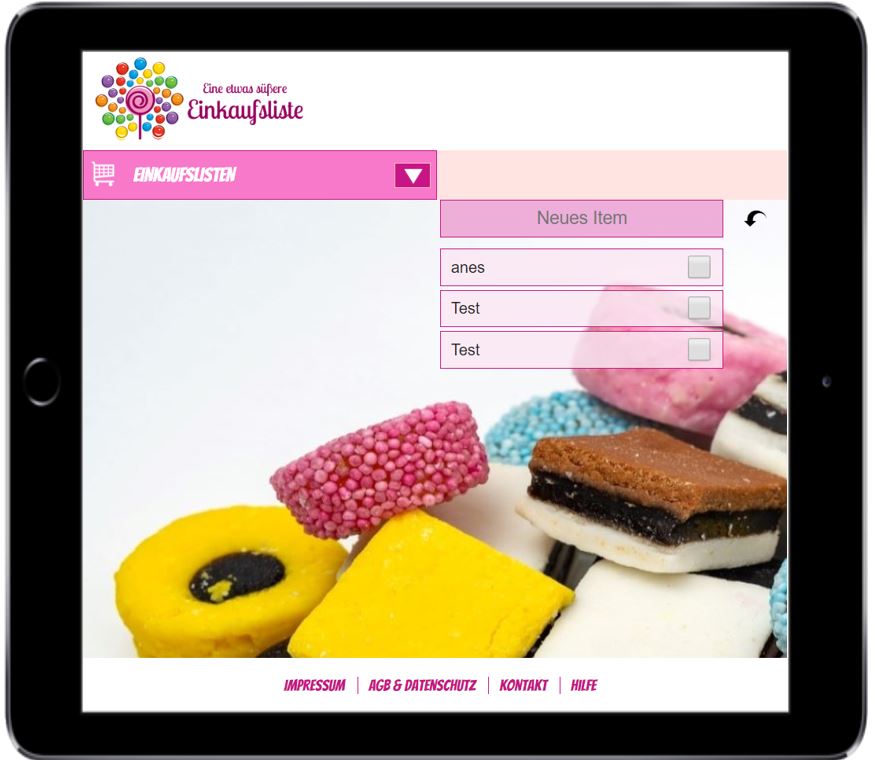 Eine etwas süßere
Einkaufsliste
EINKAUFSLISTEN
Neues Item
anes
Test
Test
IMPRESSUM | AGB & DATENSCHUTZ | KONTAKT | HILFE